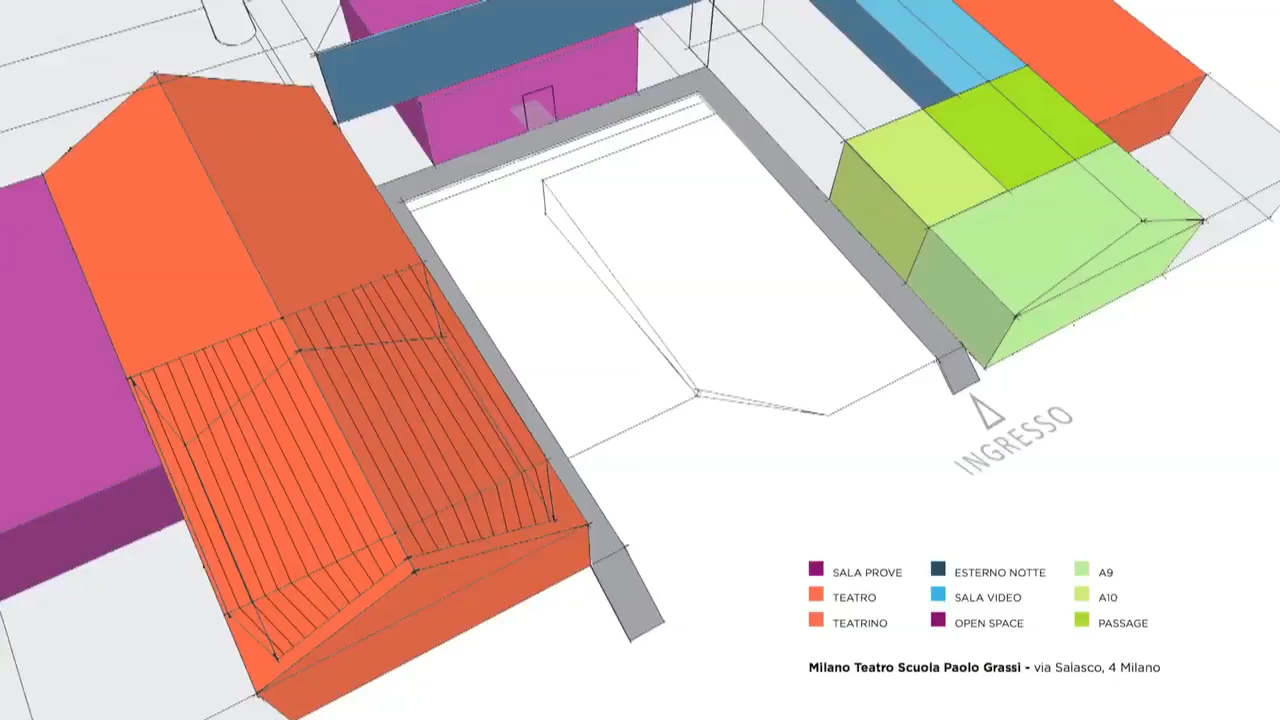 INGRESSO
SALA PROVE ESTERNO NOTTE A9
TEATRO SALA VIDEO A10
TEATRINO OPEN SPACE PASSAGE
Milano Teatro Scuola Paolo Grassi - via Salasco, 4 Milano